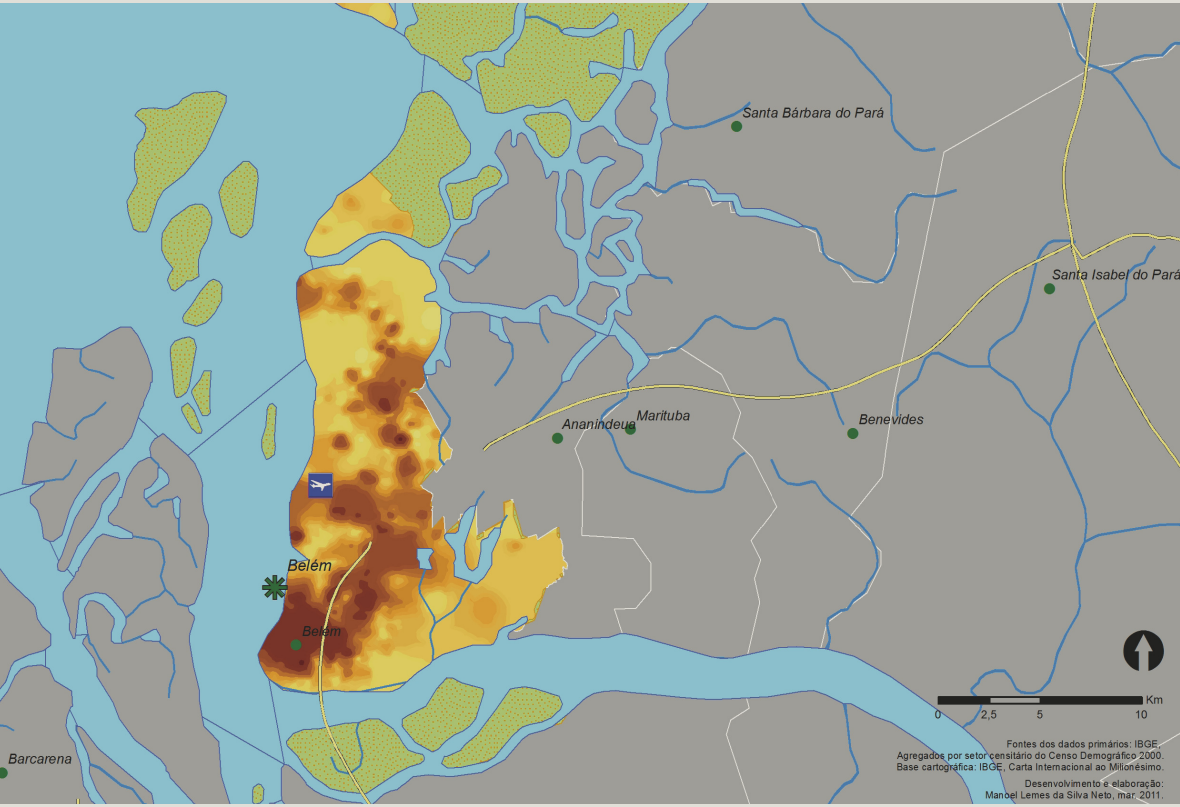 Santa Bárbara do Pará
Santa Isabel do Pará
Ananindeua
Marituba
Benevides
Belém
Belém
Barcarena
Km
0 2,5 5 10
Fontes dos dados primários: IBGE,
Agregados por setor censitário do Censo Demográfico 2000.
Base cartográfica: IBGE, Carta Internacional ao Milionésimo.
Desenvolvimento e elaboração:
Manoel Lemes da Silva Neto, mar, 2011.